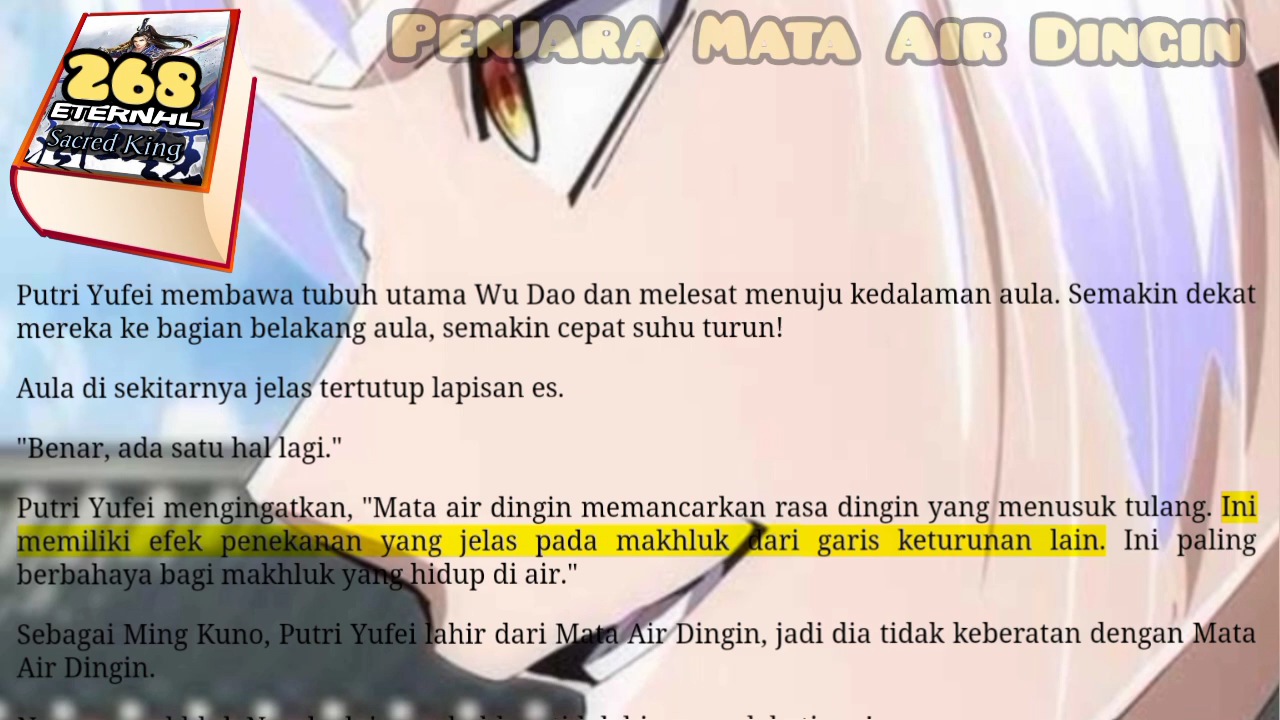 PENJARA MATA AIR DINGIN
268
ETERNAL
Sacred King
Putri Yufei membawa tubuh utama Wu Dao dan melesat menuju kedalaman aula. Semakin dekat
mereka ke bagian belakang aula, semakin cepat suhu turun!
Aula di sekitarnya jelas tertutup lapisan es.
"Benar, ada satu hal lagi."
Putri Yufei mengingatkan, "Mata air dingin memancarkan rasa dingin yang menusuk tulang. Ini
memiliki efek penekanan yang jelas pada makhluk dari garis keturunan lain. Ini paling
berbahaya bagi makhluk yang hidup di air."
Sebagai Ming Kuno, Putri Yufei lahir dari Mata Air Dingin, jadi dia tidak keberatan dengan Mata
Air Dingin.